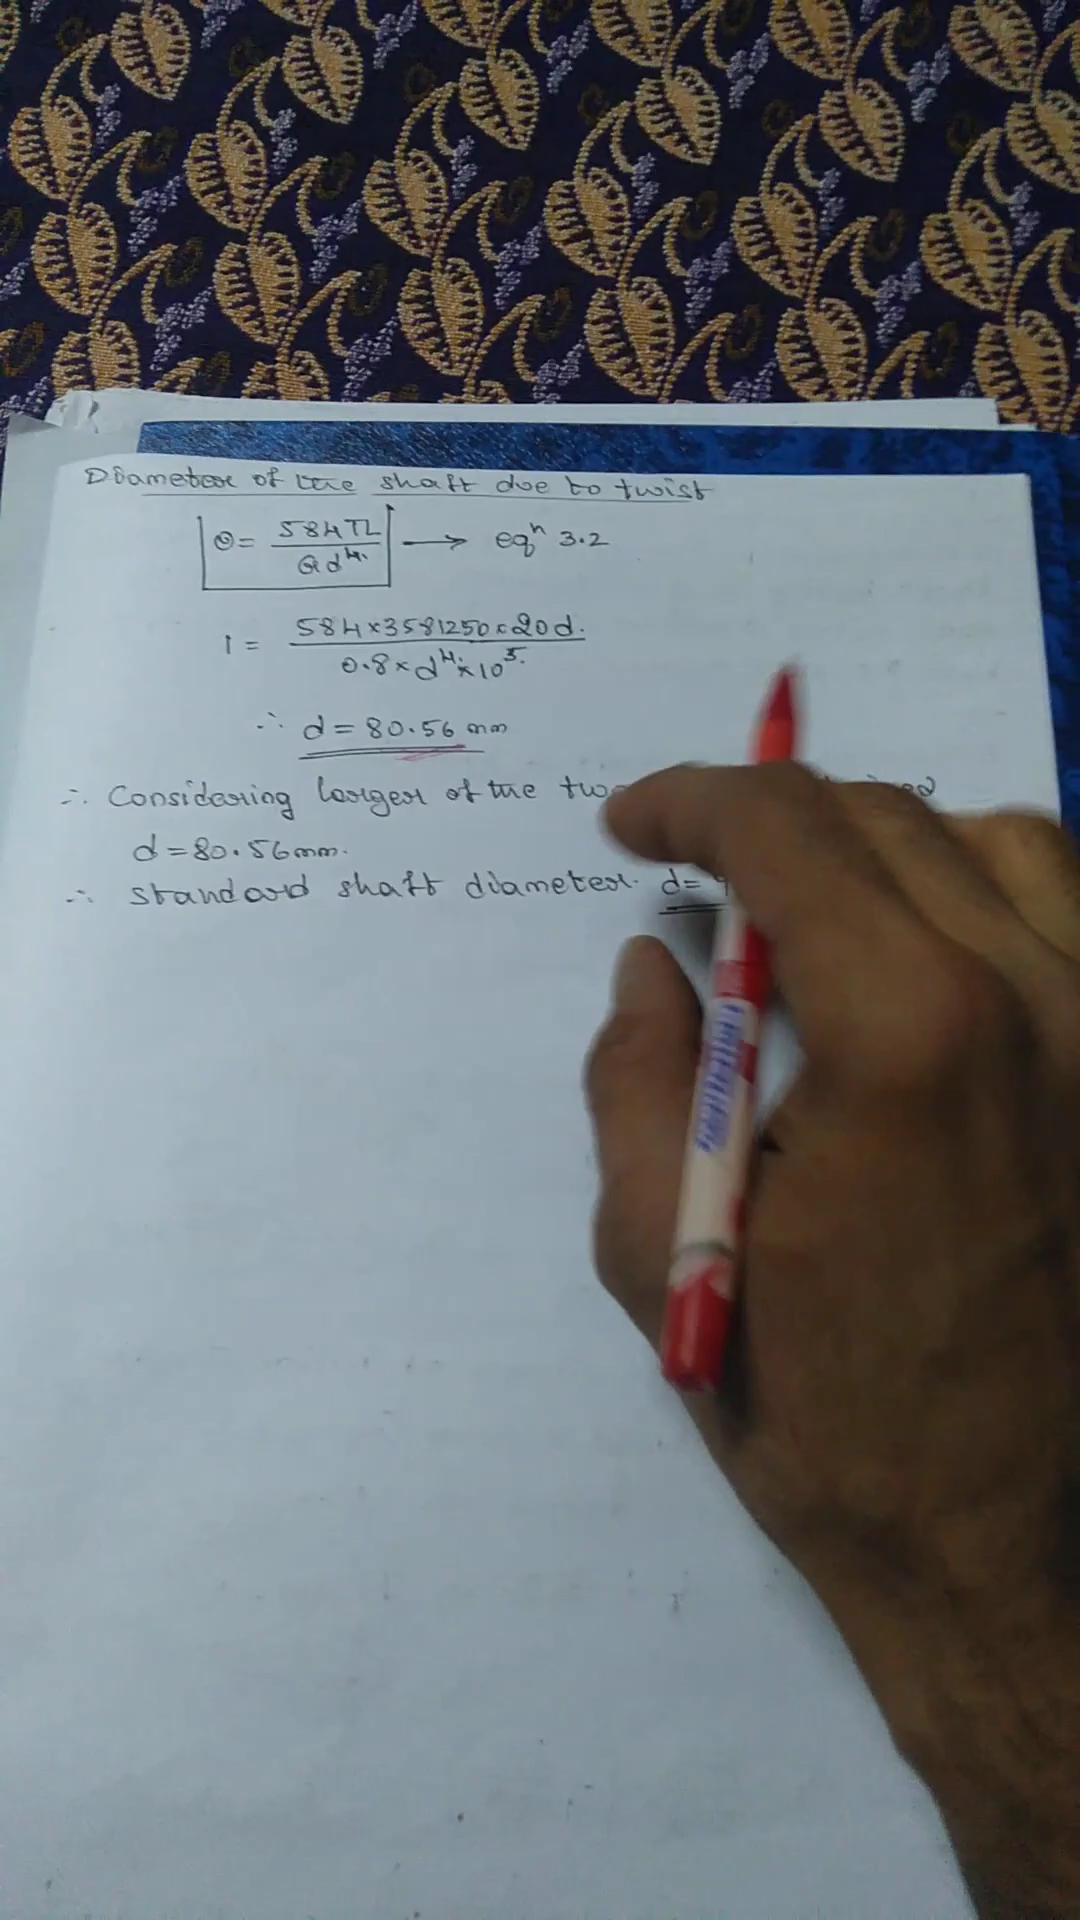 Diameter of the shaft due to twist
θ = 584TL / Gd⁴ → eqⁿ 3.2
1 = 584×3581250×20d. / 0.8×d⁴×10⁵.
∴ d = 80.56 mm
∴ Considering larger of the two
d = 80.56mm.
∴ standard shaft diameter. d =